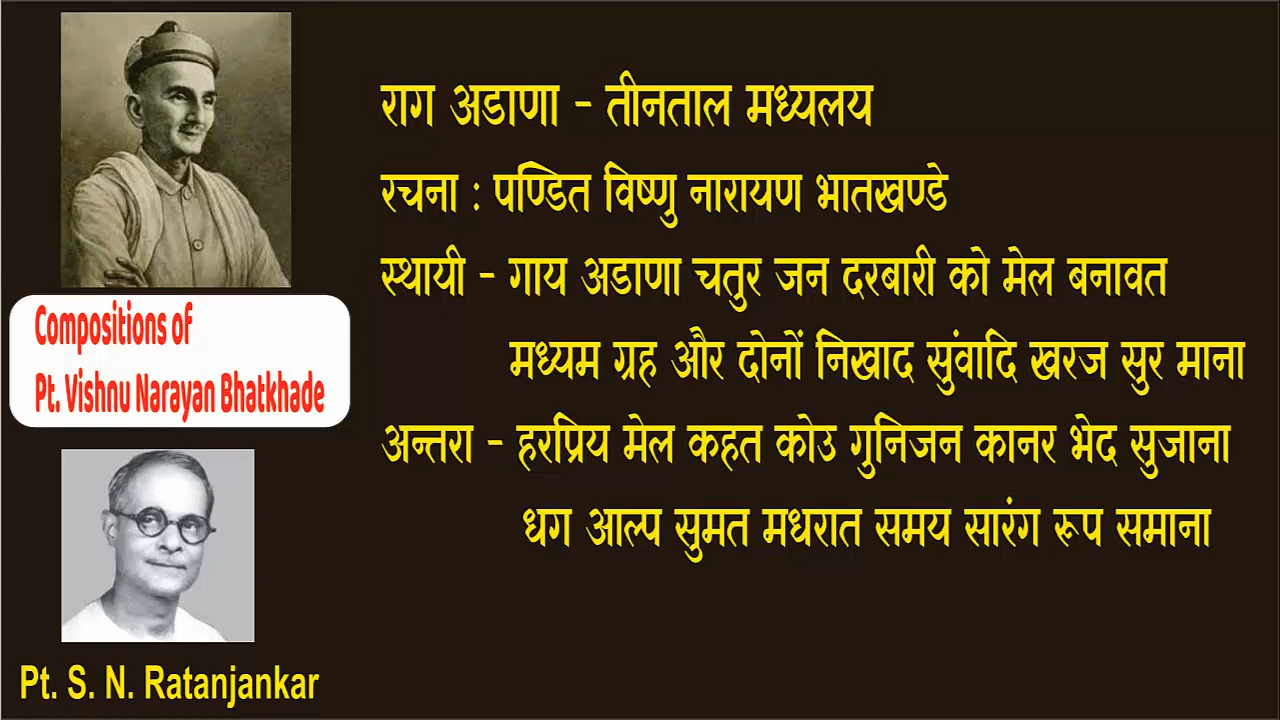 राग अडाणा - तीनताल मध्यलय
रचना : पण्डित विष्णु नारायण भातखण्डे
स्थायी - गाय अडाणा चतुर जन दरबारी को मेल बनावत
मध्यम ग्रह और दोनों निखाद सुंवादि खरज सुर माना
अन्तरा - हरप्रिय मेल कहत कोउ गुनिजन कानर भेद सुजाना
धग आल्प सुमत मधरात समय सारंग रूप समाना
Compositions of
Pt. Vishnu Narayan Bhatkhade
Pt. S. N. Ratanjankar